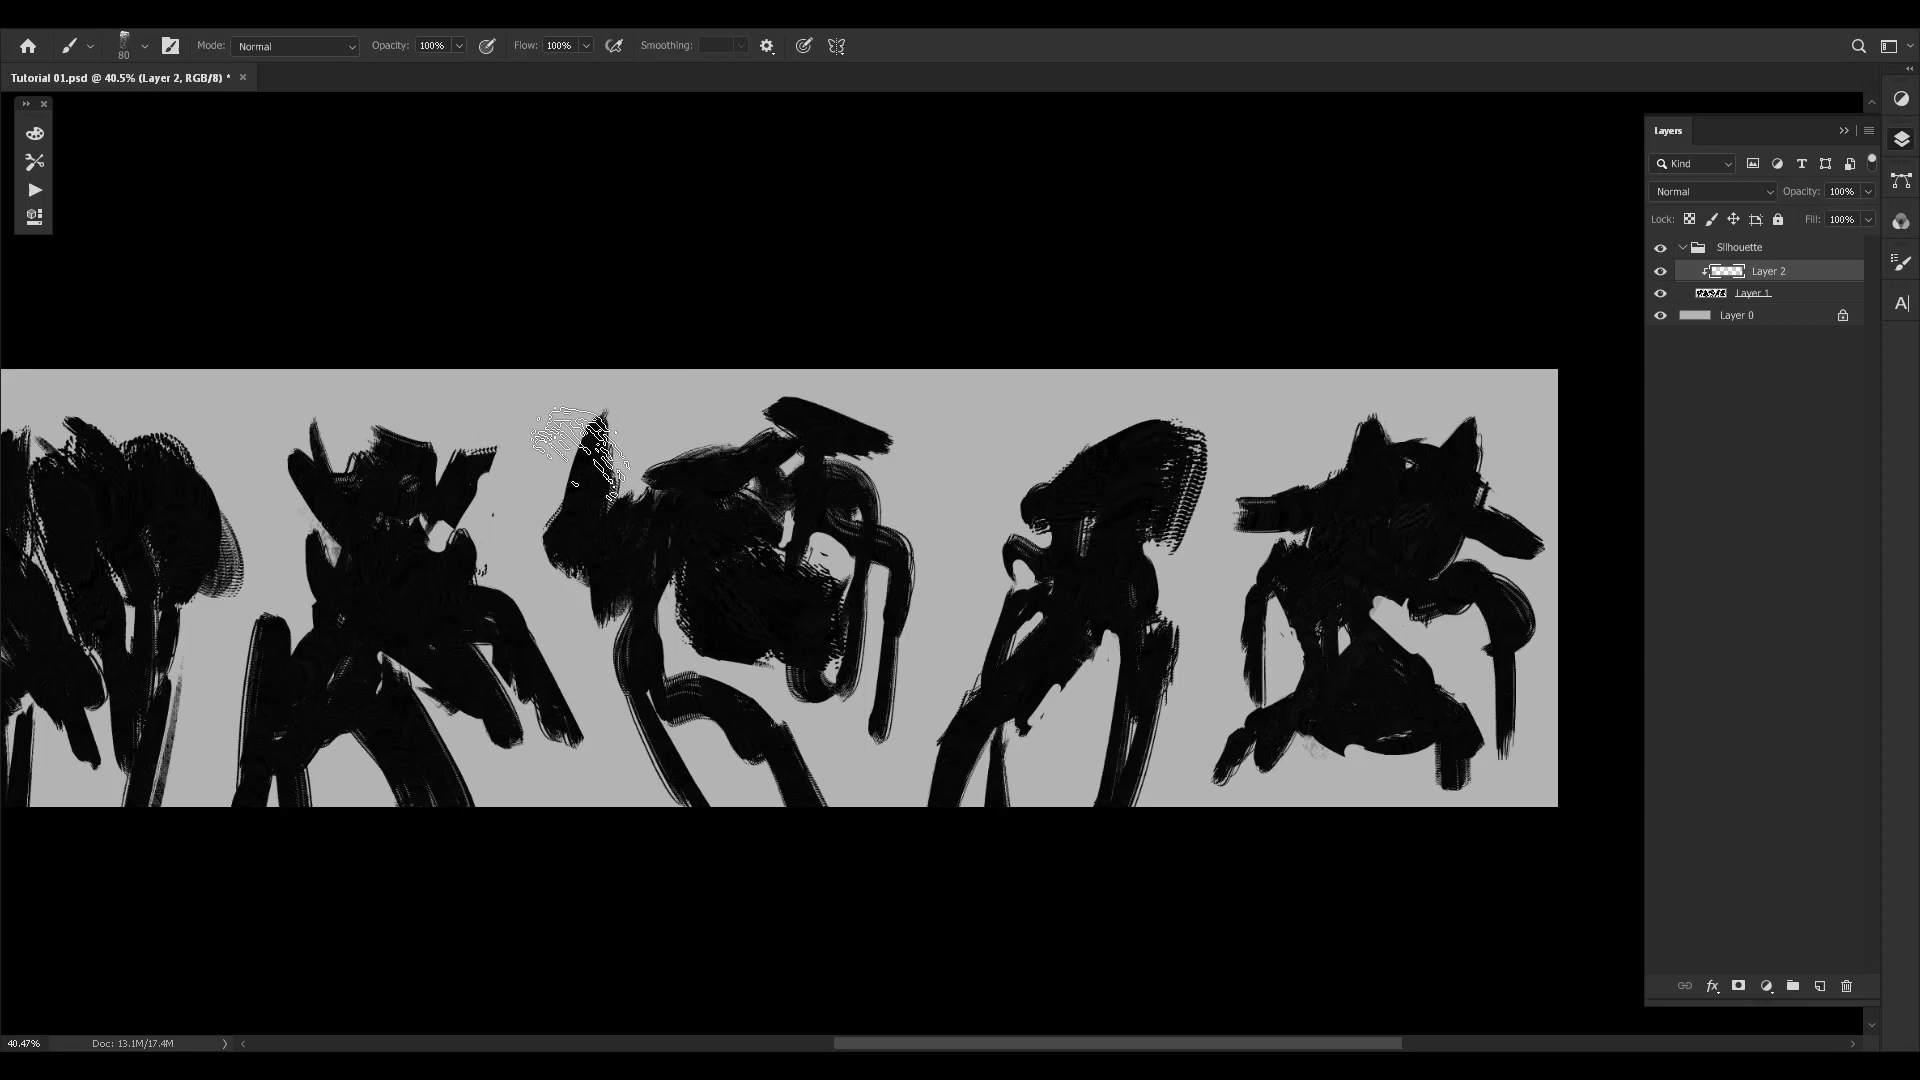 80
Mode: Normal
Opacity: 100%
Flow: 100%
Smoothing:
Tutorial 01.psd @ 40.5% (Layer 2, RGB/8) *
Layers
Kind
Normal
Opacity: 100%
Lock:
Fill: 100%
Silhouette
Layer 2
Layer 1
Layer 0
40.47%
Doc: 13.1M/17.4M